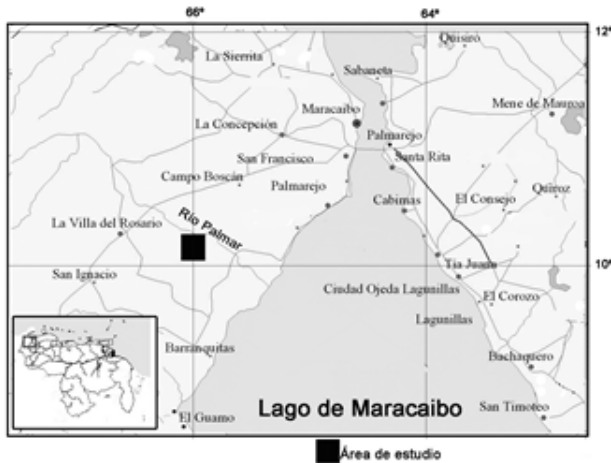 66°
64°
12°
La Sierrita
Quisiro
Sabaneta
Mene de Mauroa
Maracaibo
La Concepción
Palmarejo
San Francisco
Santa Rita
Campo Boscán
Palmarejo
Cabimas
El Consejo
Quiroz
La Villa del Rosario
Río Palmar
10°
Tía Juana
San Ignacio
Ciudad Ojeda Lagunillas
El Corozo
Lagunillas
Barranquitas
Bachaquero
El Guamo
Lago de Maracaibo
San Timoteo
Área de estudio